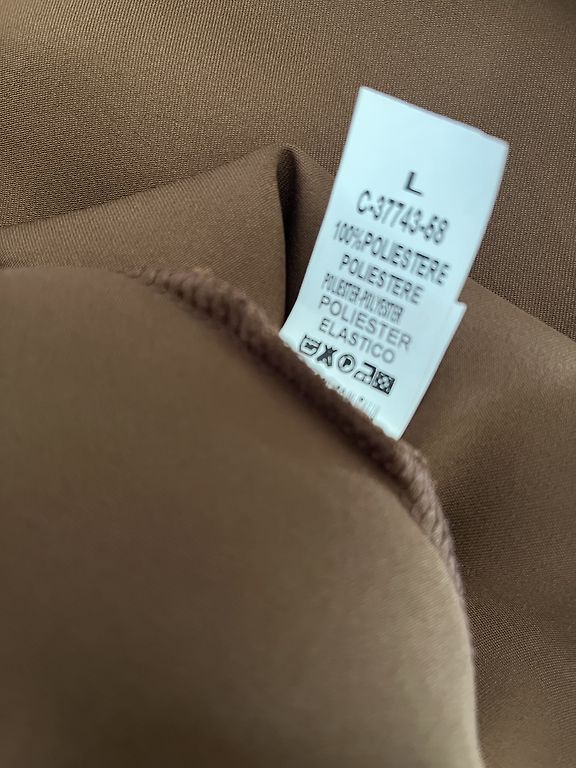 L
C-37743-68
100%POLIESTERE
POLIESTERE
POLIESTER-POLYESTER
POLIESTER
ELASTICO
P